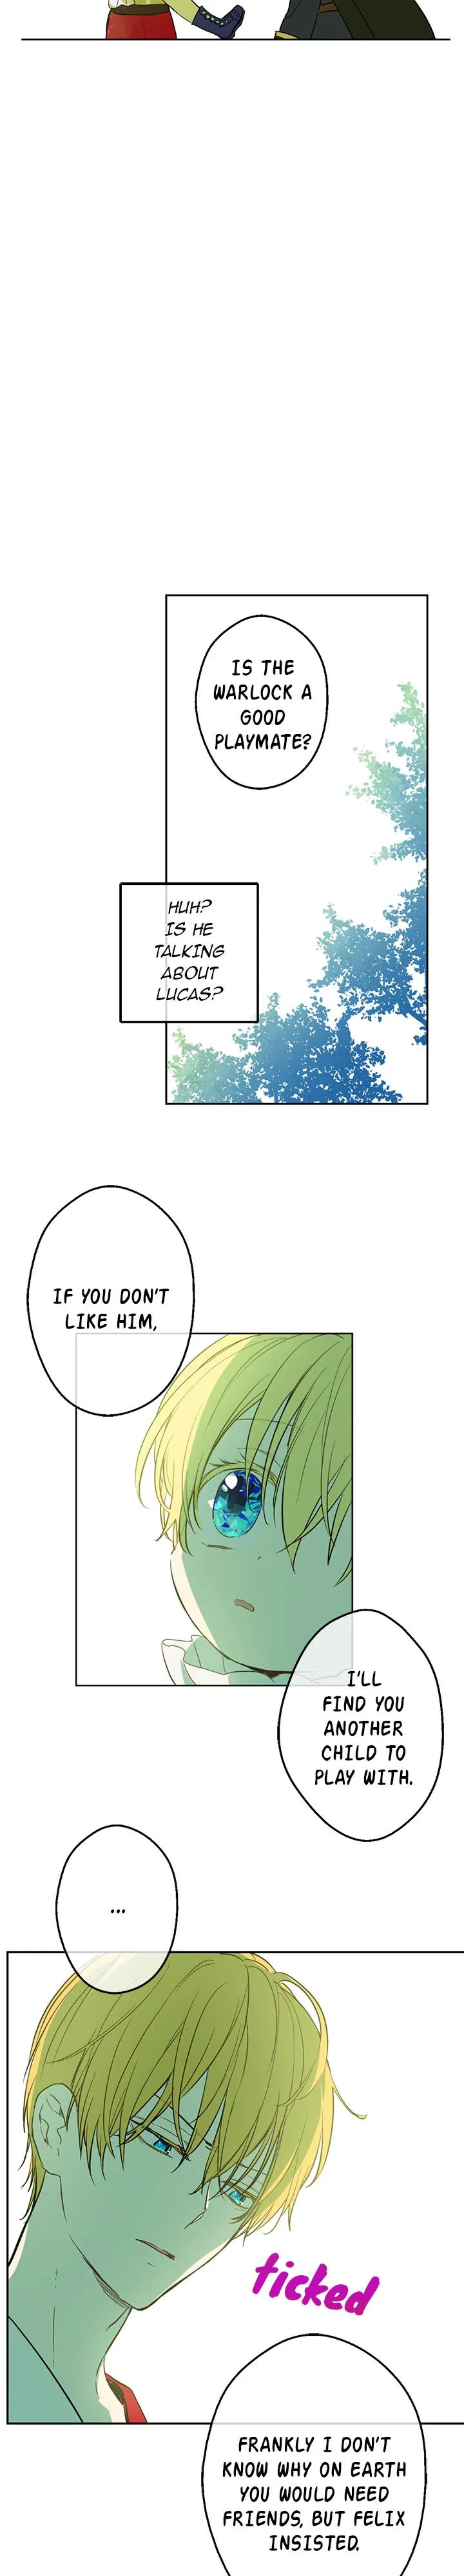 IS THE
WARLOCK A
GOOD
PLAYMATE?
HUH?
IS HE
TALKING
ABOUT
LUCAS?
IF YOU DON'T
LIKE HIM,
I'LL
FIND YOU
ANOTHER
CHILD TO
PLAY WITH.
...
ticked
FRANKLY I DON'T
KNOW WHY ON EARTH
YOU WOULD NEED
FRIENDS, BUT FELIX
INSISTED.